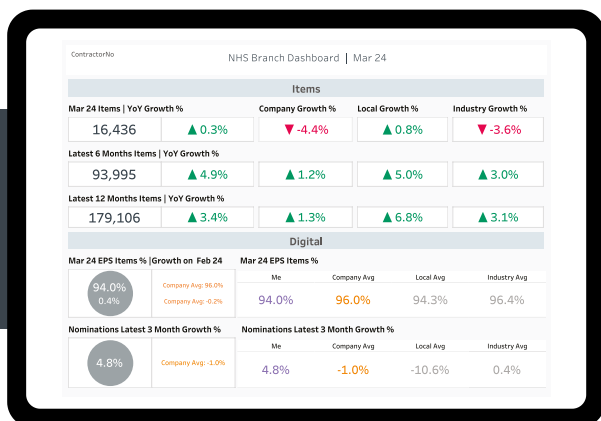 ContractorNo
NHS Branch Dashboard | Mar 24
Items
Mar 24 Items | YoY Growth % Company Growth % Local Growth % Industry Growth %
16,436 ▲ 0.3% ▼ -4.4% ▲ 0.8% ▼ -3.6%
Latest 6 Months Items | YoY Growth %
93,995 ▲ 4.9% ▲ 1.2% ▲ 5.0% ▲ 3.0%
Latest 12 Months Items | YoY Growth %
179,106 ▲ 3.4% ▲ 1.3% ▲ 6.8% ▲ 3.1%
Digital
Mar 24 EPS Items % |Growth on Feb 24 Mar 24 EPS Items %
Me Company Avg Local Avg Industry Avg
94.0% Company Avg: 96.0%
0.4% Company Avg: -0.2%
94.0% 96.0% 94.3% 96.4%
Nominations Latest 3 Month Growth % Nominations Latest 3 Month Growth %
Me Company Avg Local Avg Industry Avg
4.8% Company Avg: -1.0%
4.8% -1.0% -10.6% 0.4%